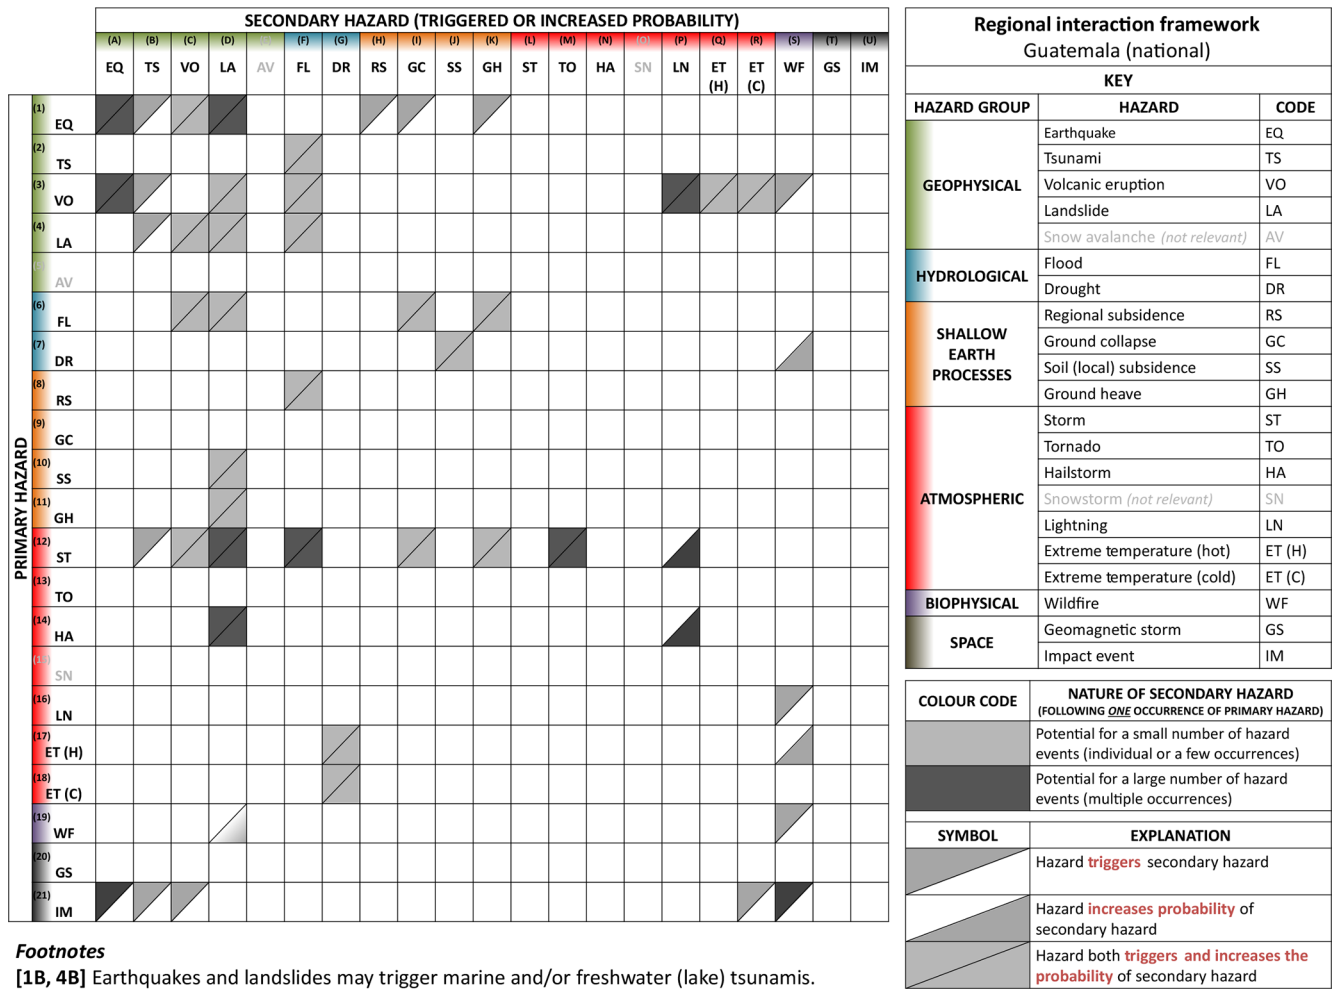 SECONDARY HAZARD (TRIGGERED OR INCREASED PROBABILITY)
(A) (B) (C) (D) (F) (G) (H) (I) (J) (K) (L) (M) (N) (O) (P) (Q) (R) (S) (T) (U)
EQ TS VO LA AV FL DR RS GC SS GH ST TO HA SN LN ET (H) ET (C) WF GS IM
PRIMARY HAZARD
(1) EQ
(2) TS
(3) VO
(4) LA
AV
(6) FL
(7) DR
(8) RS
(9) GC
(10) SS
(11) GH
(12) ST
(13) TO
(14) HA
(15) SN
(16) LN
(17) ET (H)
(18) ET (C)
(19) WF
(20) GS
(21) IM
Footnotes
[1B, 4B] Earthquakes and landslides may trigger marine and/or freshwater (lake) tsunamis.
Regional interaction framework
Guatemala (national)
KEY
HAZARD GROUP HAZARD CODE
GEOPHYSICAL
Earthquake EQ
Tsunami TS
Volcanic eruption VO
Landslide LA
Snow avalanche (not relevant) AV
HYDROLOGICAL
Flood FL
Drought DR
SHALLOW
EARTH
PROCESSES
Regional subsidence RS
Ground collapse GC
Soil (local) subsidence SS
Ground heave GH
ATMOSPHERIC
Storm ST
Tornado TO
Hailstorm HA
Snowstorm (not relevant) SN
Lightning LN
Extreme temperature (hot) ET (H)
Extreme temperature (cold) ET (C)
BIOPHYSICAL Wildfire WF
SPACE
Geomagnetic storm GS
Impact event IM
COLOUR CODE
NATURE OF SECONDARY HAZARD
(FOLLOWING ONE OCCURRENCE OF PRIMARY HAZARD)
Potential for a small number of hazard
events (individual or a few occurrences)
Potential for a large number of hazard
events (multiple occurrences)
SYMBOL EXPLANATION
Hazard triggers secondary hazard
Hazard increases probability of
secondary hazard
Hazard both triggers and increases the
probability of secondary hazard